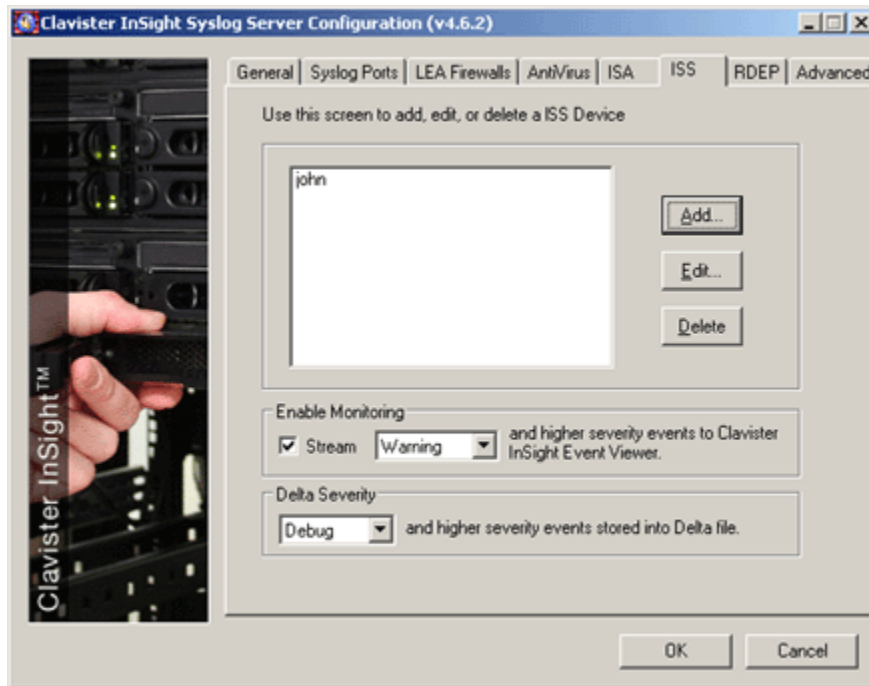 Clavister InSight Syslog Server Configuration (v4.6.2)
General
Syslog Ports
LEA Firewalls
AntiVirus
ISA
ISS
RDEP
Advanced
Use this screen to add, edit, or delete a ISS Device
john
Add...
Edit...
Delete
Enable Monitoring
Stream
Warning
and higher severity events to Clavister
InSight Event Viewer.
Delta Severity
Debug
and higher severity events stored into Delta file.
Clavister InSight™
OK
Cancel